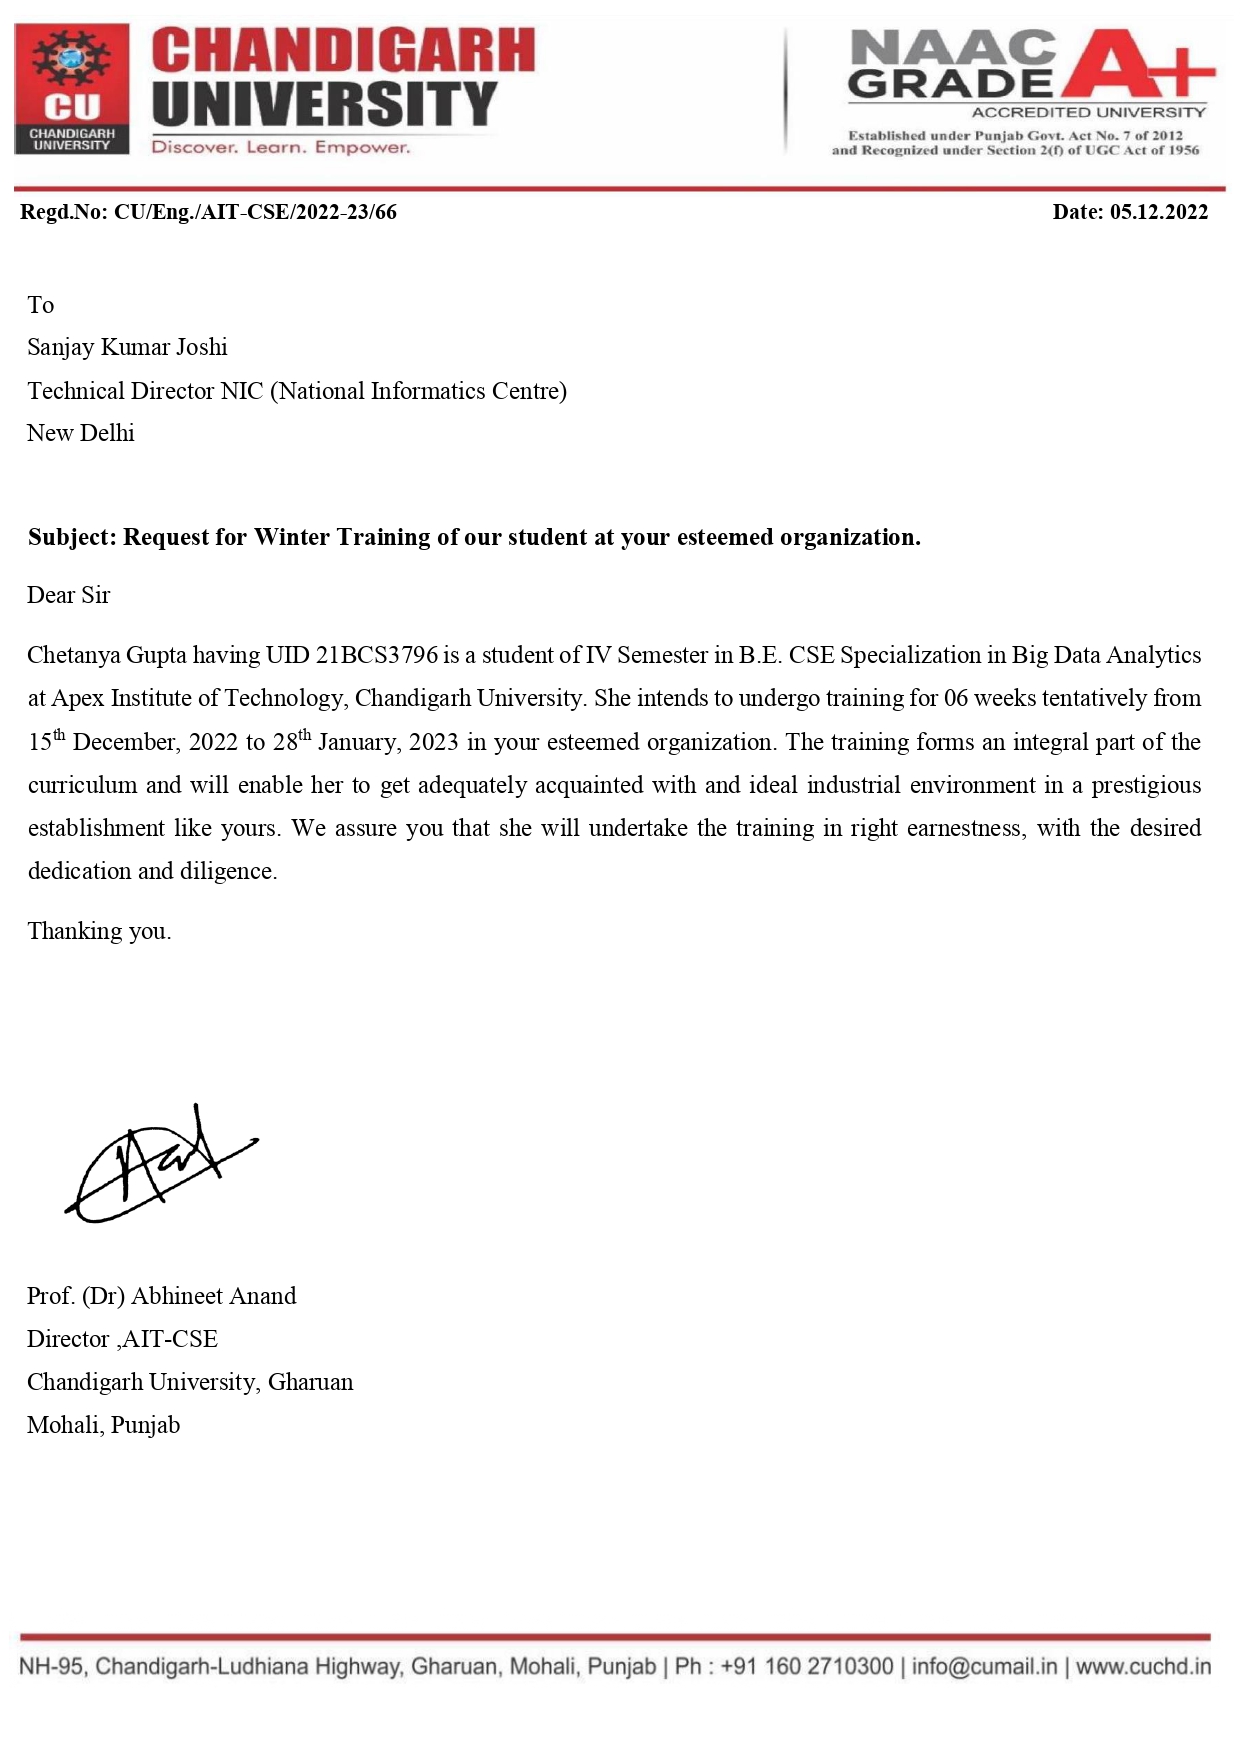 CU
CHANDIGARH
UNIVERSITY
CHANDIGARH
UNIVERSITY
Discover. Learn. Empower.
NAAC
GRADE A+
ACCREDITED UNIVERSITY
Established under Punjab Govt. Act No. 7 of 2012
and Recognized under Section 2(f) of UGC Act of 1956
Regd.No: CU/Eng./AIT-CSE/2022-23/66
Date: 05.12.2022
To
Sanjay Kumar Joshi
Technical Director NIC (National Informatics Centre)
New Delhi
Subject: Request for Winter Training of our student at your esteemed organization.
Dear Sir
Chetanya Gupta having UID 21BCS3796 is a student of IV Semester in B.E. CSE Specialization in Big Data Analytics
at Apex Institute of Technology, Chandigarh University. She intends to undergo training for 06 weeks tentatively from
15th December, 2022 to 28th January, 2023 in your esteemed organization. The training forms an integral part of the
curriculum and will enable her to get adequately acquainted with and ideal industrial environment in a prestigious
establishment like yours. We assure you that she will undertake the training in right earnestness, with the desired
dedication and diligence.
Thanking you.
Prof. (Dr) Abhineet Anand
Director ,AIT-CSE
Chandigarh University, Gharuan
Mohali, Punjab
NH-95, Chandigarh-Ludhiana Highway, Gharuan, Mohali, Punjab | Ph : +91 160 2710300 | info@cumail.in | www.cuchd.in